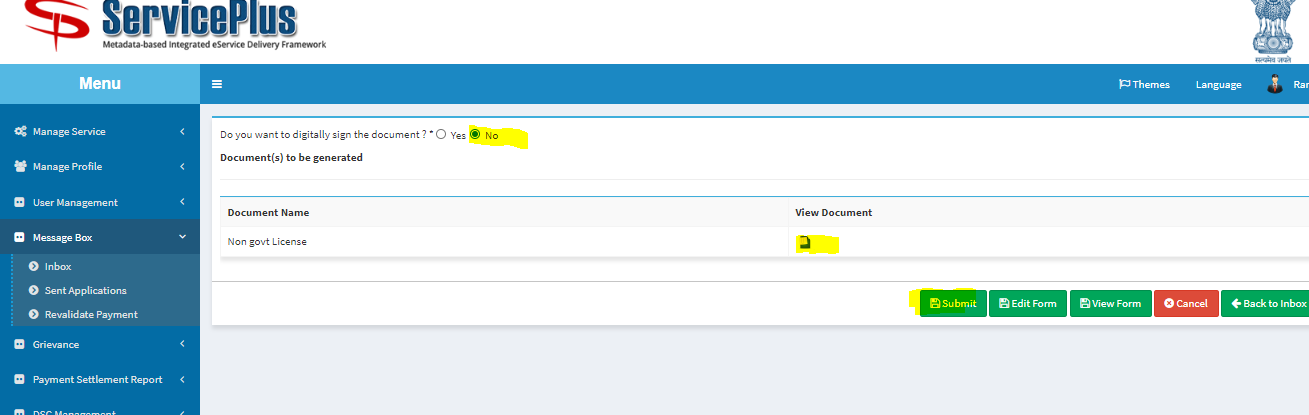 ServicePlus
Metadata-based Integrated eService Delivery Framework
सत्यमेव जयते
Menu
Themes Language Ran
Manage Service
Manage Profile
User Management
Message Box
Inbox
Sent Applications
Revalidate Payment
Grievance
Payment Settlement Report
DSC Management
Do you want to digitally sign the document ? * Yes No
Document(s) to be generated
Document Name View Document
Non govt License
Submit Edit Form View Form Cancel Back to Inbox